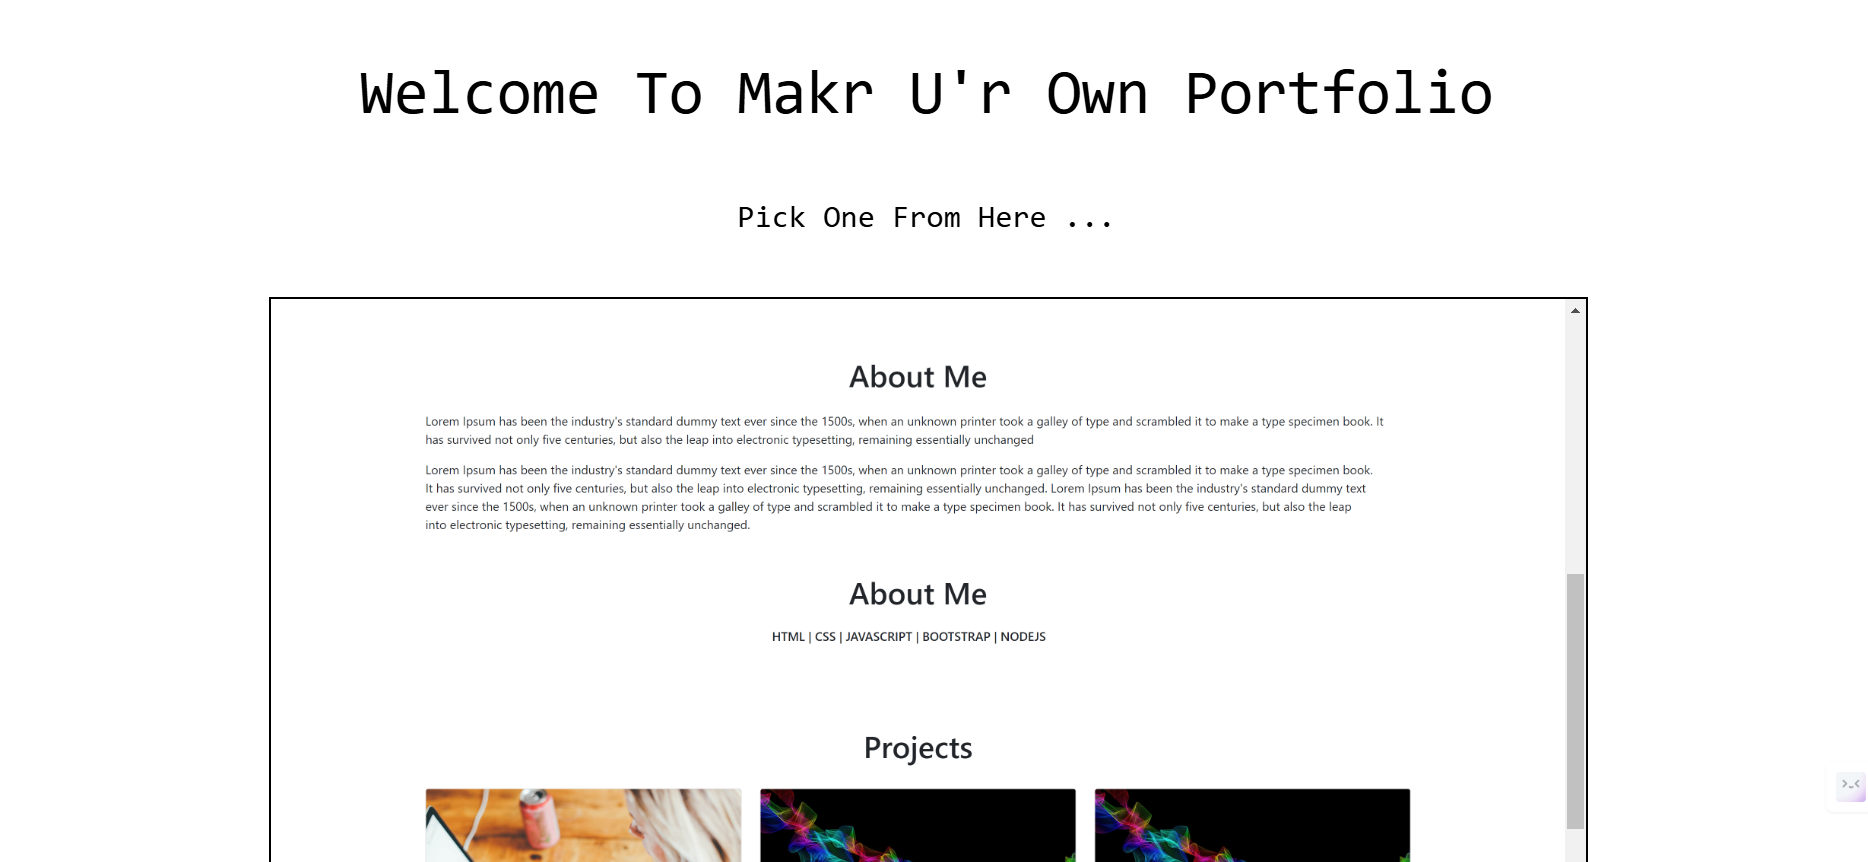 Welcome To Makr U'r Own Portfolio
Pick One From Here ...
About Me
Lorem Ipsum has been the industry's standard dummy text ever since the 1500s, when an unknown printer took a galley of type and scrambled it to make a type specimen book. It
has survived not only five centuries, but also the leap into electronic typesetting, remaining essentially unchanged
Lorem Ipsum has been the industry's standard dummy text ever since the 1500s, when an unknown printer took a galley of type and scrambled it to make a type specimen book.
It has survived not only five centuries, but also the leap into electronic typesetting, remaining essentially unchanged. Lorem Ipsum has been the industry's standard dummy text
ever since the 1500s, when an unknown printer took a galley of type and scrambled it to make a type specimen book. It has survived not only five centuries, but also the leap
into electronic typesetting, remaining essentially unchanged.
About Me
HTML | CSS | JAVASCRIPT | BOOTSTRAP | NODEJS
Projects